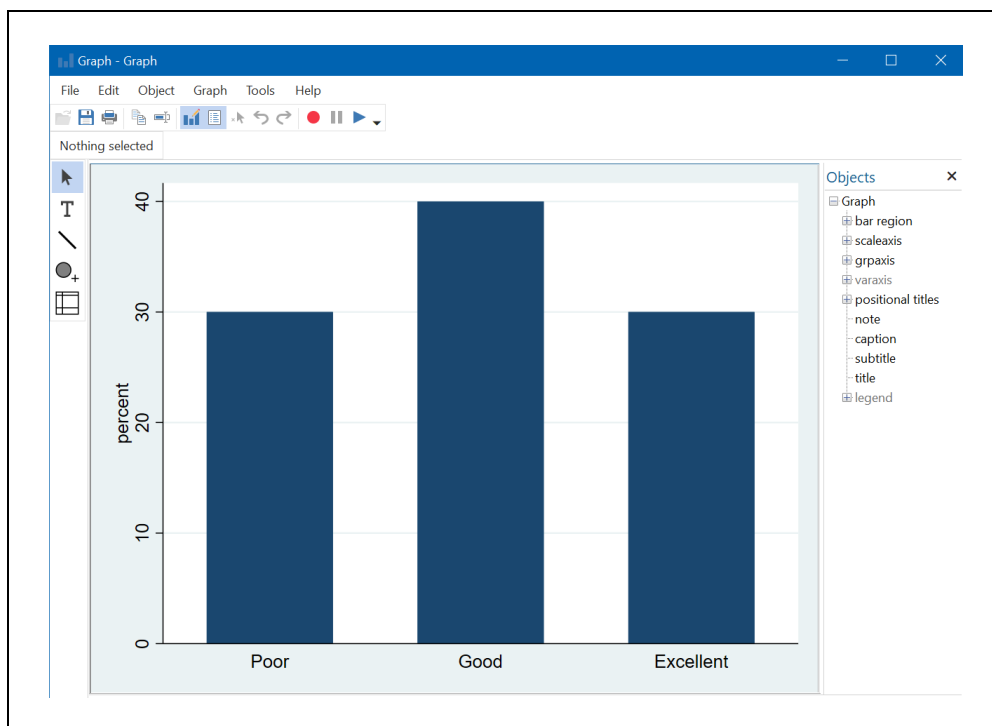 Graph - Graph
File Edit Object Graph Tools Help
Nothing selected
T
Objects
Graph
bar region
scaleaxis
grpaxis
varaxis
positional titles
note
caption
subtitle
title
legend
percent
40
30
20
10
0
Poor Good Excellent